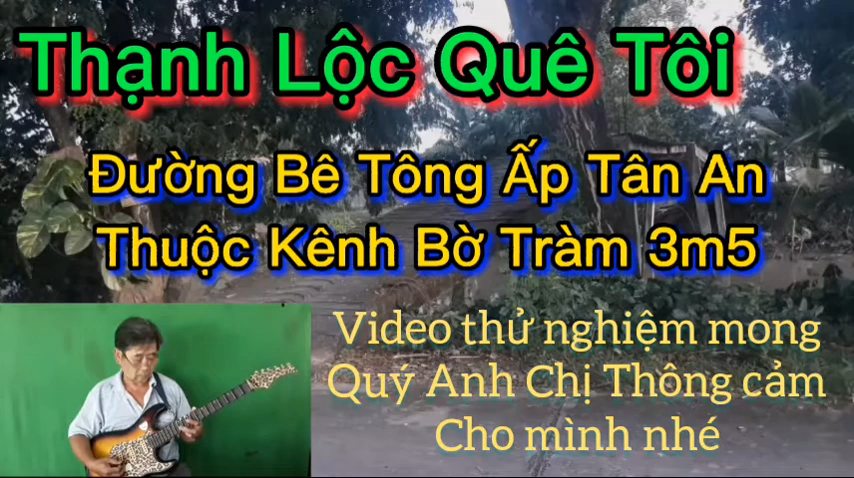 Thạnh Lộc Quê Tôi
Đường Bê Tông Ấp Tân An
Thuộc Kênh Bờ Tràm 3m5
Video thử nghiệm mong
Quý Anh Chị Thông cảm
Cho mình nhé